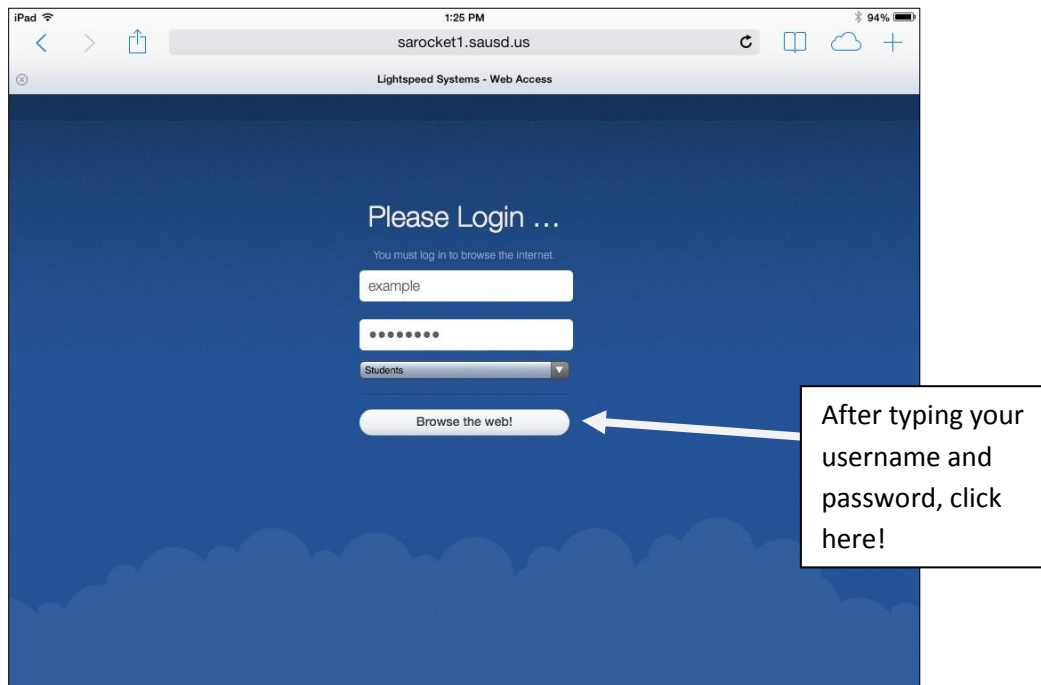 iPad 1:25 PM 94%
sarocket1.sausd.us
Lightspeed Systems - Web Access
Please Login ...
You must log in to browse the internet.
example
●●●●●●●●
Students
Browse the web!
After typing your
username and
password, click
here!